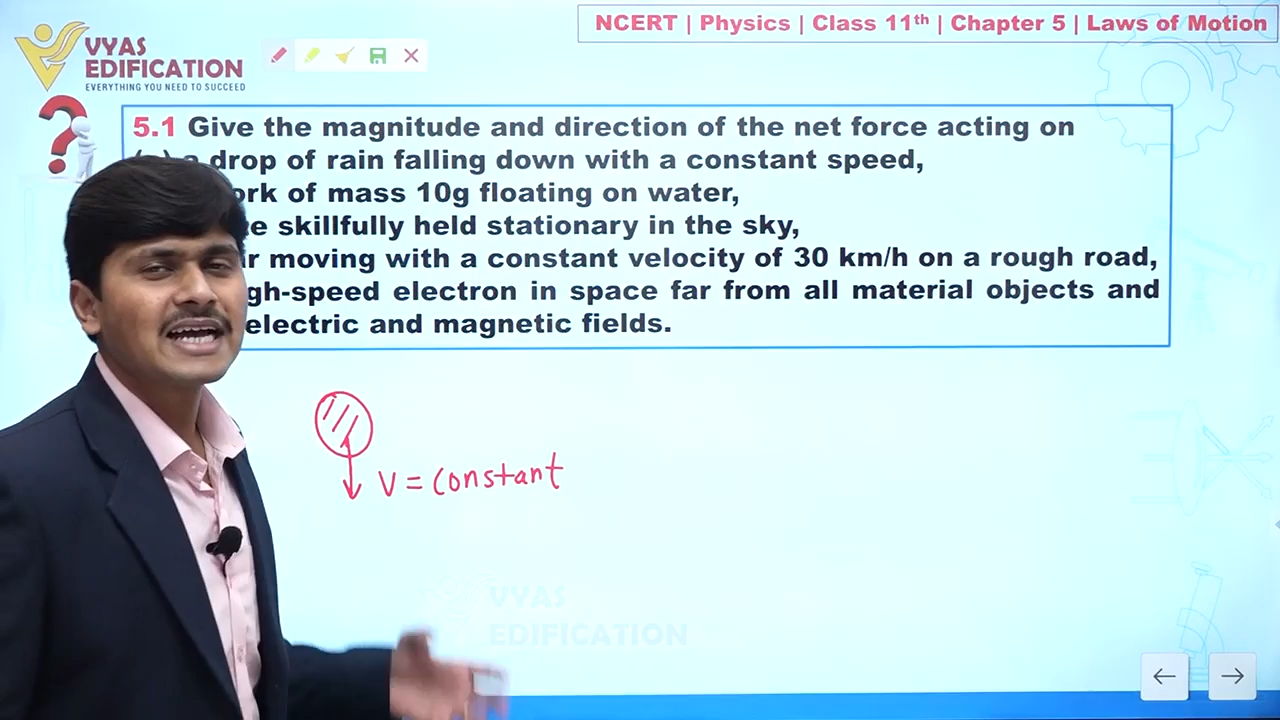 NCERT | Physics | Class 11th | Chapter 5 | Laws of Motion
VYAS
EDIFICATION
EVERYTHING YOU NEED TO SUCCEED
5.1 Give the magnitude and direction of the net force acting on
drop of rain falling down with a constant speed,
of mass 10g floating on water,
skillfully held stationary in the sky,
moving with a constant velocity of 30 km/h on a rough road,
electron in space far from all material objects and
electric and magnetic fields.
V = constant
VYAS
EDIFICATION